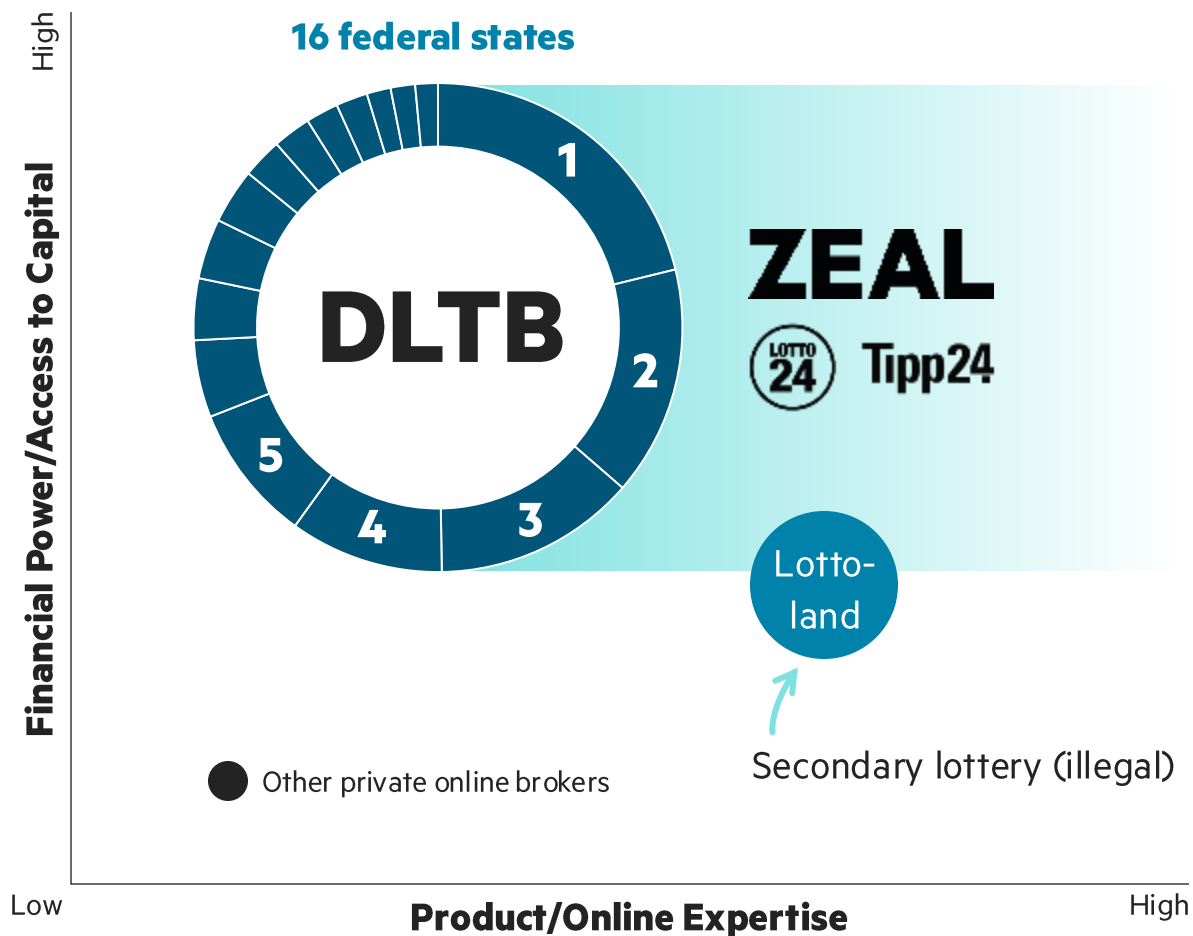 High
16 federal states
Financial Power/Access to Capital
1
2
3
4
5
DLTB
ZEAL
LOTTO
24
Tipp24
Lotto-
land
Secondary lottery (illegal)
Other private online brokers
Low
Product/Online Expertise
High